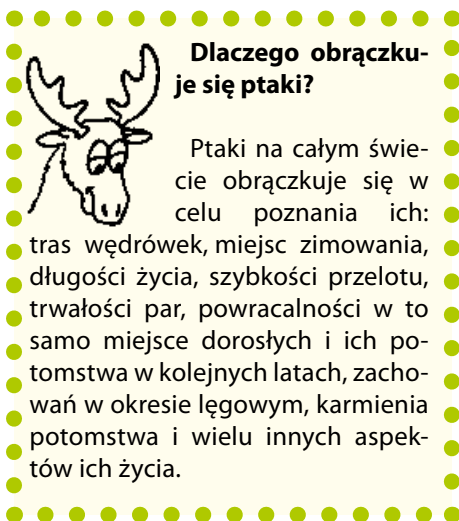 Dlaczego obrączku-
je się ptaki?
Ptaki na całym świe-
cie obrączkuje się w
celu poznania ich:
tras wędrówek, miejsc zimowania,
długości życia, szybkości przelotu,
trwałości par, powracalności w to
samo miejsce dorosłych i ich po-
tomstwa w kolejnych latach, zacho-
wań w okresie lęgowym, karmienia
potomstwa i wielu innych aspek-
tów ich życia.